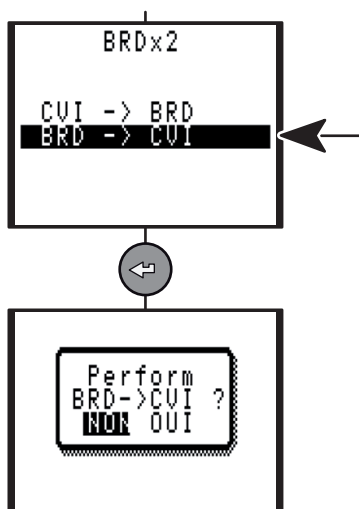 BRDx2
CVI -> BRD
BRD -> CVI
Perform
BRD->CVI ?
NON OUI